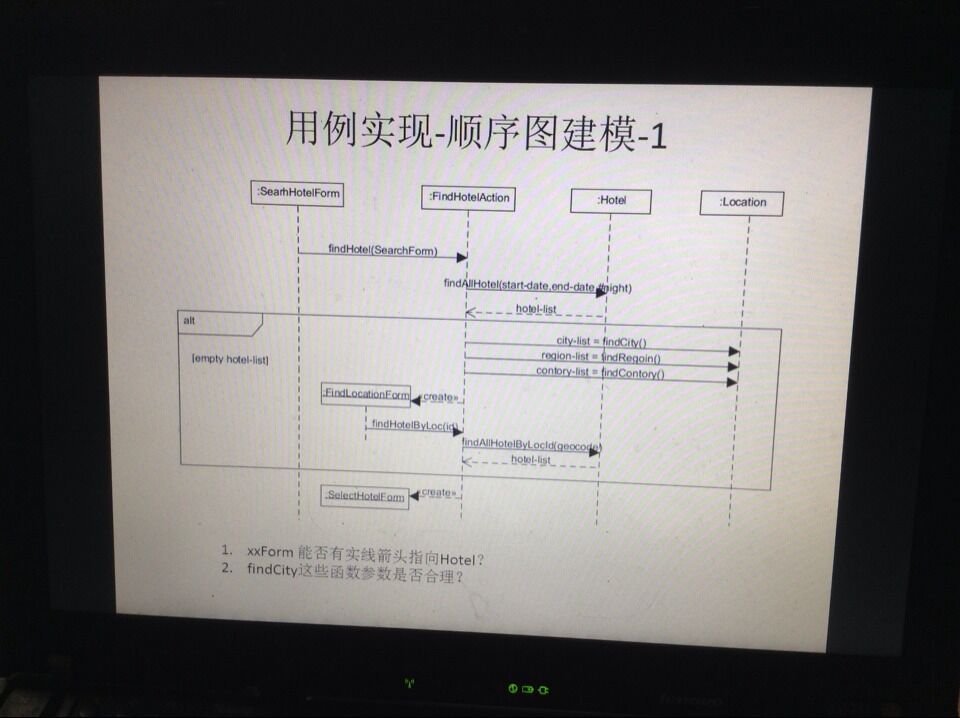 用例实现-顺序图建模-1
:SearhHotelForm
:FindHotelAction
:Hotel
:Location
findHotel(SearchForm)
findAllHotel(start-date,end-date,#night)
hotel-list
alt
[empty hotel-list]
city-list = findCity()
region-list = findRegoin()
contory-list = findContory()
:FindLocationForm
«create»
findHotelByLoc(id)
findAllHotelByLocId(geocode)
hotel-list
:SelectHotelForm
«create»
1. xxForm 能否有实线箭头指向Hotel？
2. findCity这些函数参数是否合理？